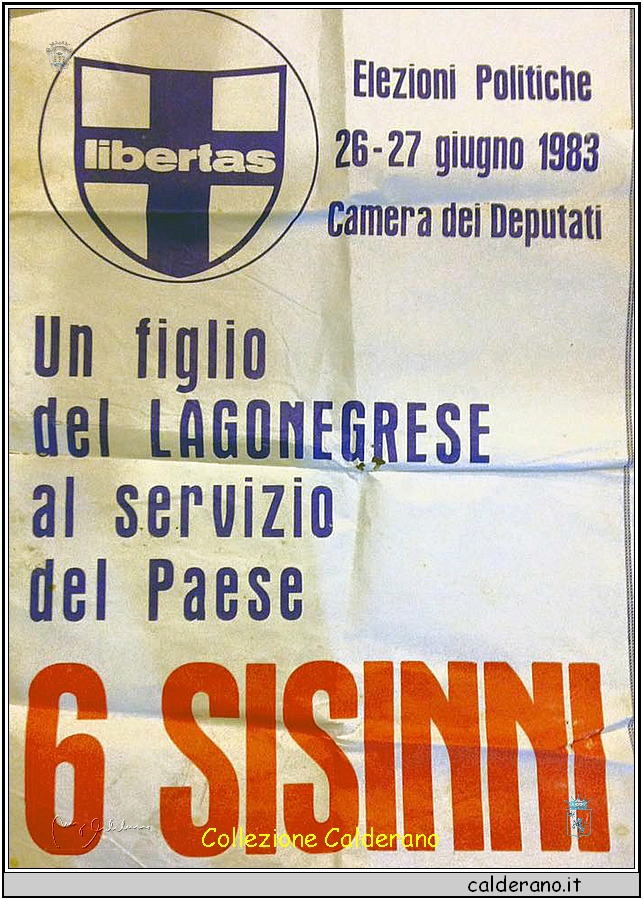 libertas
Elezioni Politiche
26-27 giugno 1983
Camera dei Deputati
Un figlio
del LAGONEGRESE
al servizio
del Paese
6 SISINNI
Collezione Calderano
calderano.it